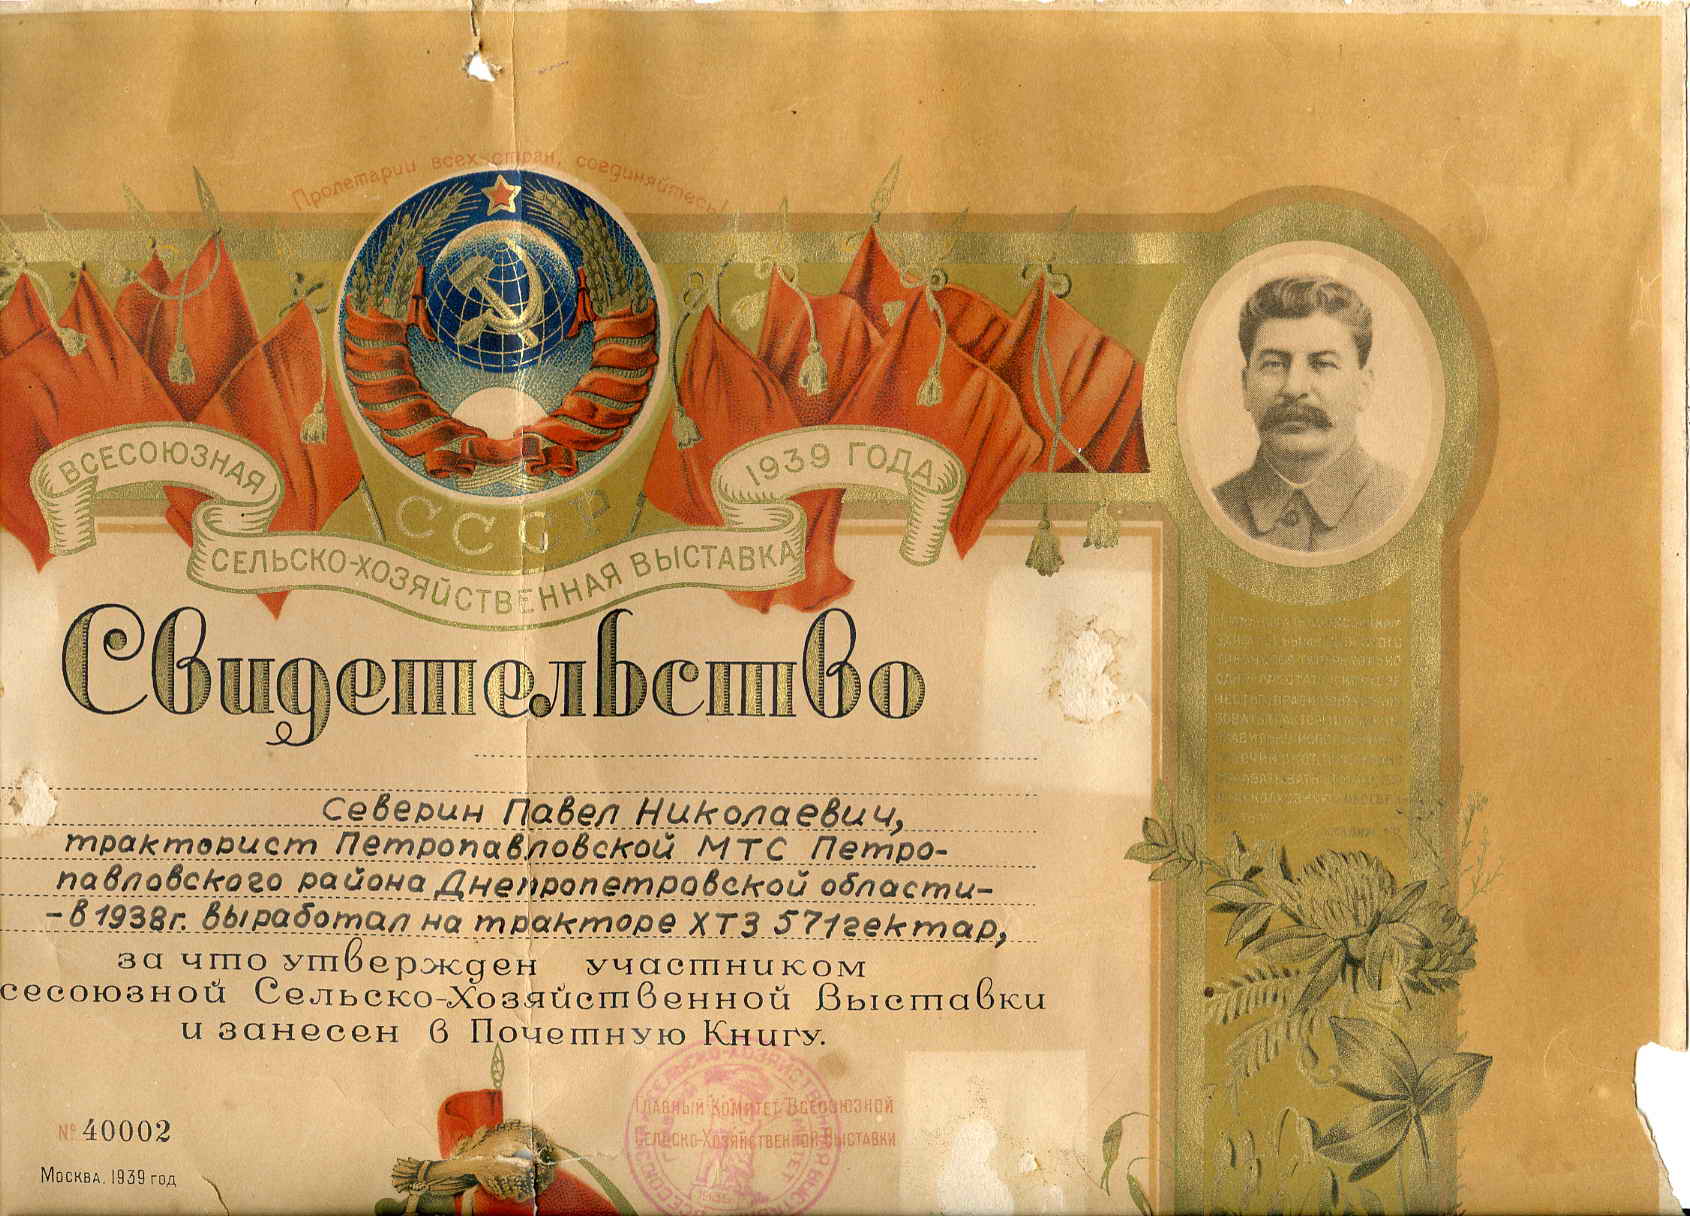 Пролетарии всех стран, соединяйтесь!
ВСЕСОЮЗНАЯ
СЕЛЬСКО-ХОЗЯЙСТВЕННАЯ ВЫСТАВКА
1939 ГОДА
СССР
Свидетельство
Северин Павел Николаевич,
тракторист Петропавловской МТС Петро-
павловского района Днепропетровской области-
-в 1938г. выработал на тракторе ХТЗ 571 гектар,
за что утвержден участником
сесоюзной Сельско-Хозяйственной Выставки
и занесен в Почетную Книгу.
Главный Комитет Всесоюзной
Сельско-Хозяйственной Выставки
№ 40002
Москва. 1939 год